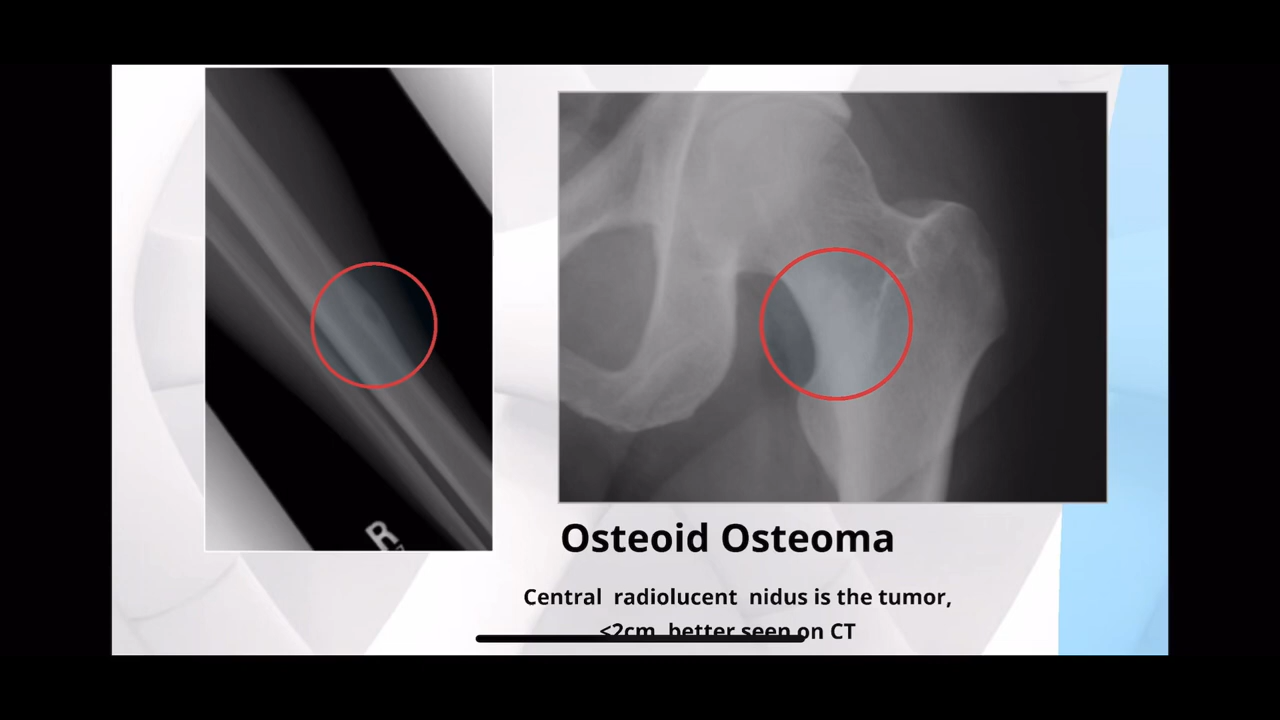 R
Osteoid Osteoma
Central radiolucent nidus is the tumor,
<2cm better seen on CT